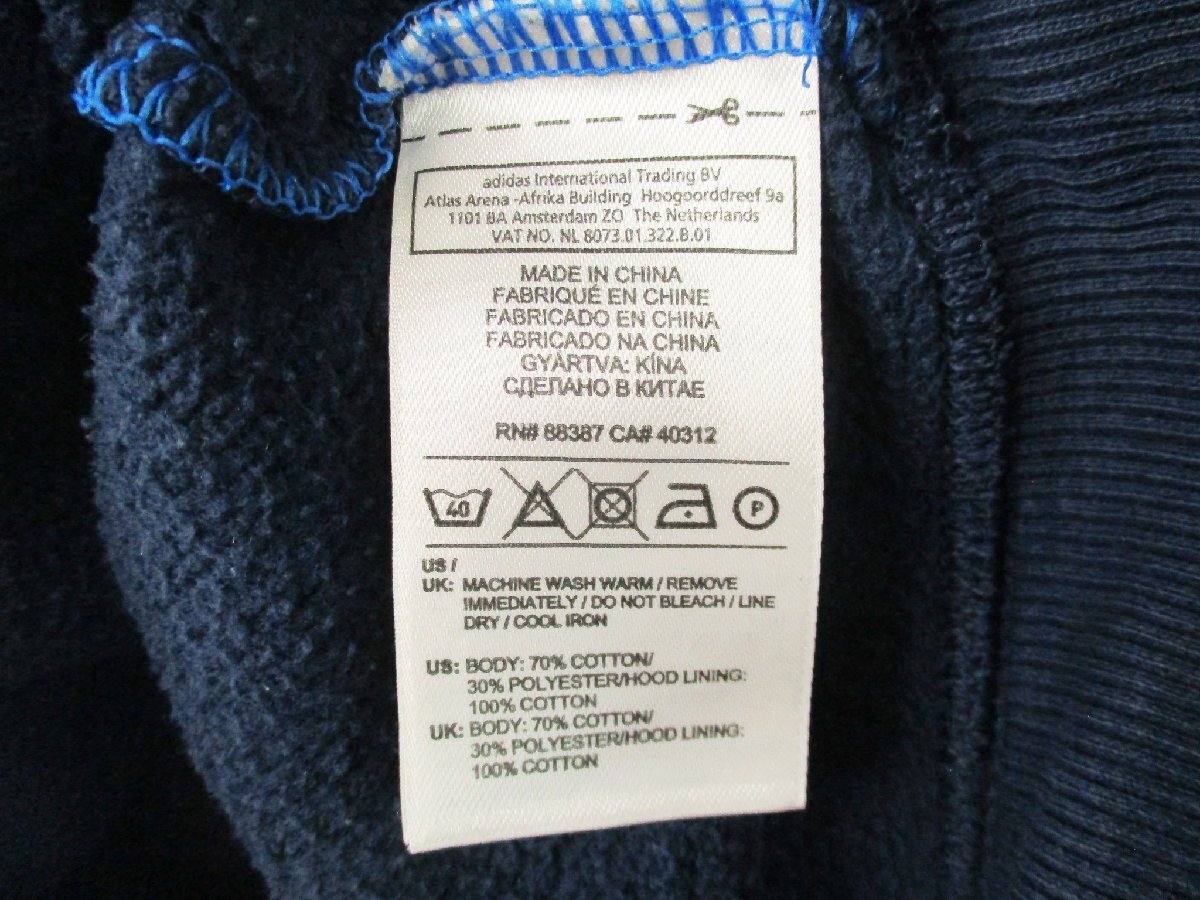 adidas International Trading BV
Atlas Arena -Afrika Building Hoogoorddreef 9a
1101 BA Amsterdam ZO The Netherlands
VAT NO. NL 8073.01.322.B.01
MADE IN CHINA
FABRIQUÉ EN CHINE
FABRICADO EN CHINA
FABRICADO NA CHINA
GYÁRTVA: KÍNA
СДЕЛАНО В КИТАЕ
RN# 88387 CA# 40312
40 P
US /
UK: MACHINE WASH WARM / REMOVE
IMMEDIATELY / DO NOT BLEACH / LINE
DRY / COOL IRON
US: BODY: 70% COTTON/
30% POLYESTER/HOOD LINING:
100% COTTON
UK: BODY: 70% COTTON/
30% POLYESTER/HOOD LINING:
100% COTTON